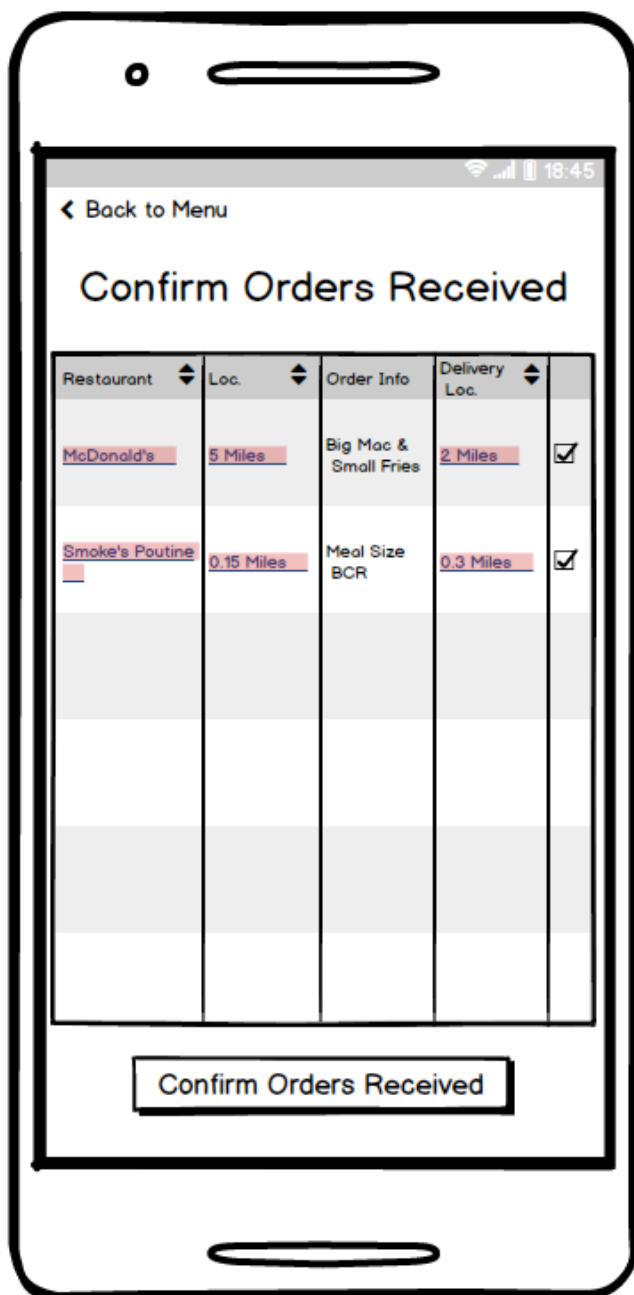 18:45
Back to Menu
Confirm Orders Received
Restaurant Loc. Order Info Delivery Loc.
McDonald's 5 Miles Big Mac & Small Fries 2 Miles
Smoke's Poutine 0.15 Miles Meal Size BCR 0.3 Miles
Confirm Orders Received